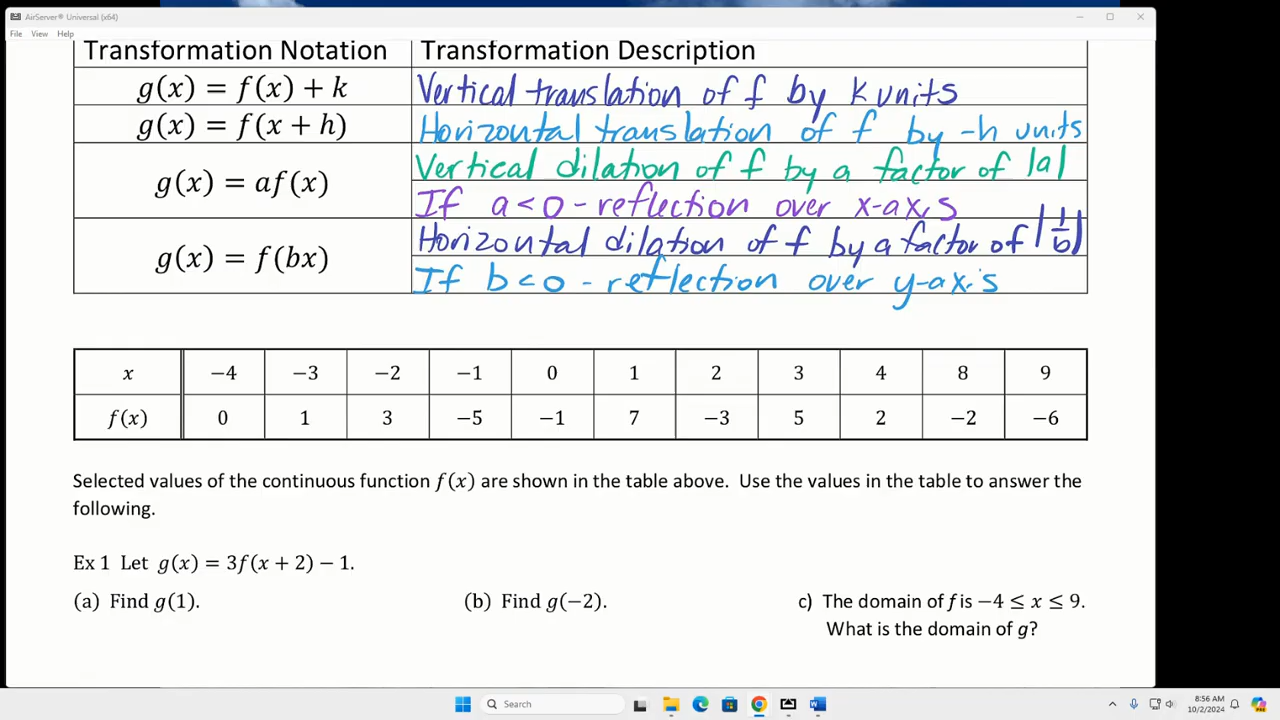 AirServer® Universal (x64)
File View Help
Transformation Notation Transformation Description
g(x) = f(x) + k Vertical translation of f by k units
g(x) = f(x + h) Horizontal translation of f by -h units
g(x) = af(x) Vertical dilation of f by a factor of |a|
If a < 0 - reflection over x-axis
g(x) = f(bx) Horizontal dilation of f by a factor of |1/b|
If b < 0 - reflection over y-axis
x −4 −3 −2 −1 0 1 2 3 4 8 9
f(x) 0 1 3 −5 −1 7 −3 5 2 −2 −6
Selected values of the continuous function f(x) are shown in the table above. Use the values in the table to answer the
following.
Ex 1 Let g(x) = 3f(x + 2) − 1.
(a) Find g(1). (b) Find g(−2). c) The domain of f is −4 ≤ x ≤ 9.
What is the domain of g?
Search
8:56 AM
10/2/2024